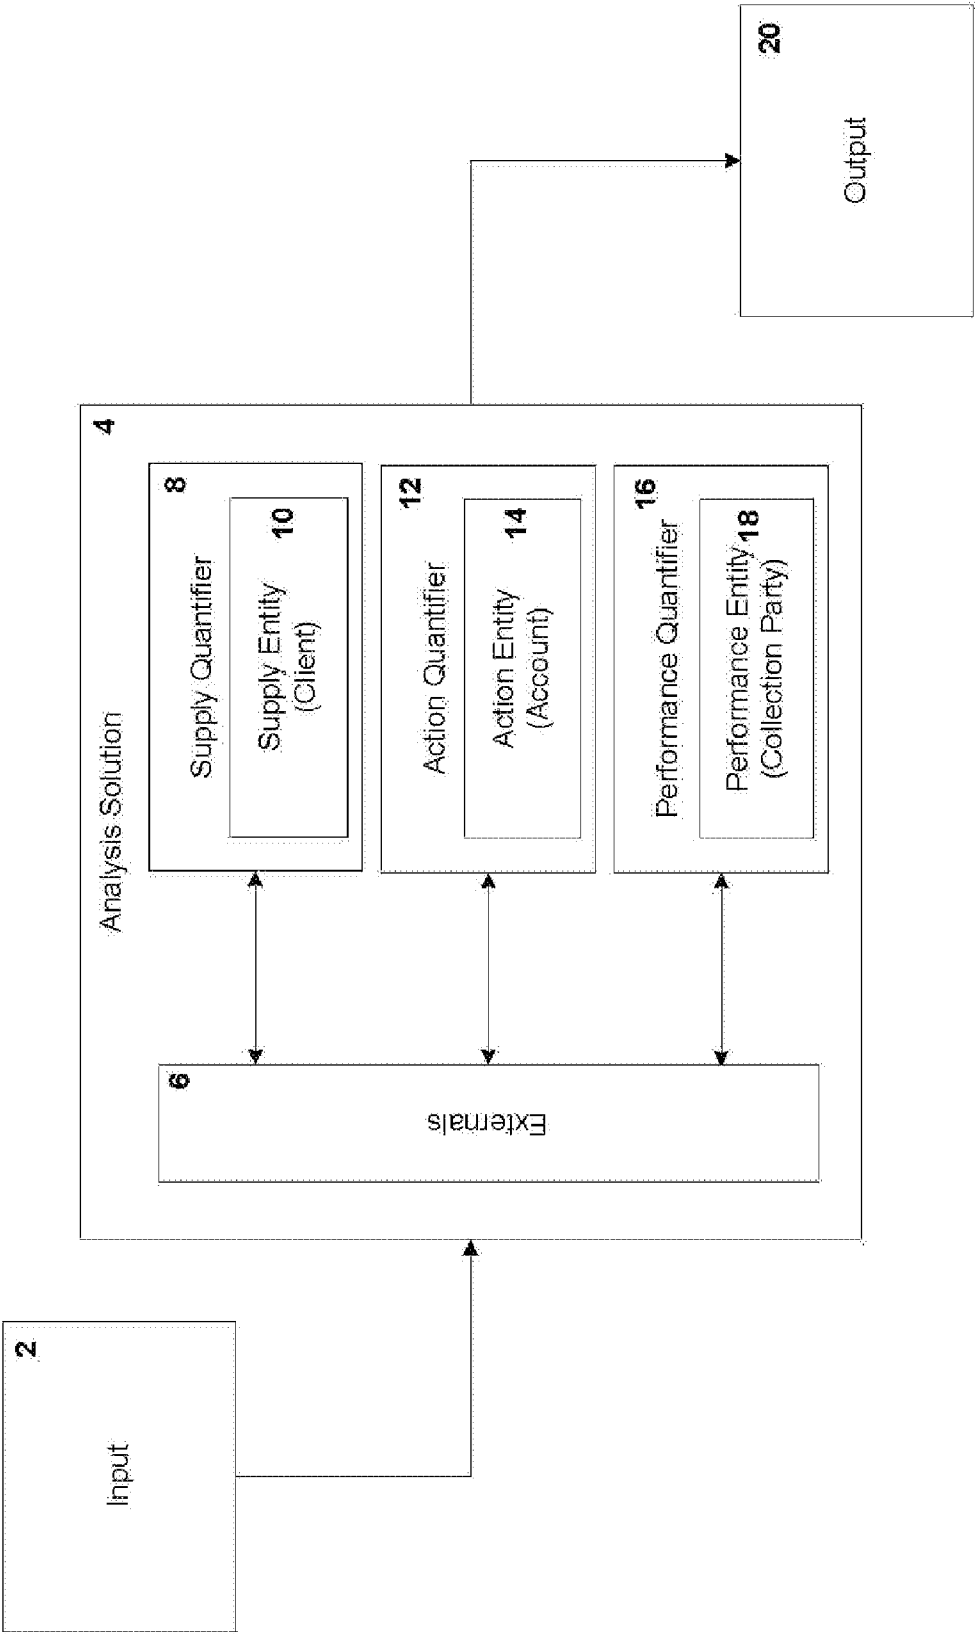 2
Input
Analysis Solution
4
6
Externals
8
Supply Quantifier
10
Supply Entity
(Client)
12
Action Quantifier
14
Action Entity
(Account)
16
Performance Quantifier
18
Performance Entity
(Collection Party)
20
Output